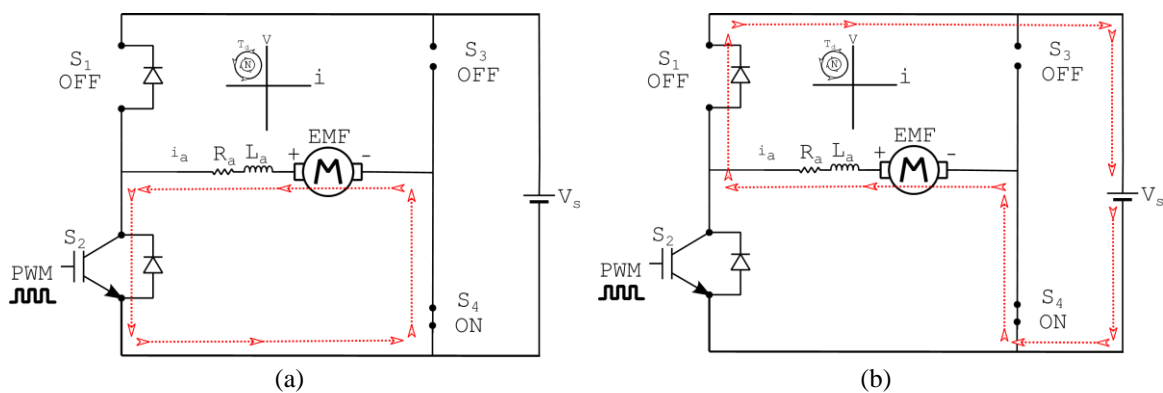 S1
OFF
Td
N
V
i
S3
OFF
ia
Ra
La
+
EMF
M
-
Vs
S2
PWM
S4
ON
(a)
S1
OFF
Td
N
V
i
S3
OFF
ia
Ra
La
+
EMF
M
-
Vs
S2
PWM
S4
ON
(b)